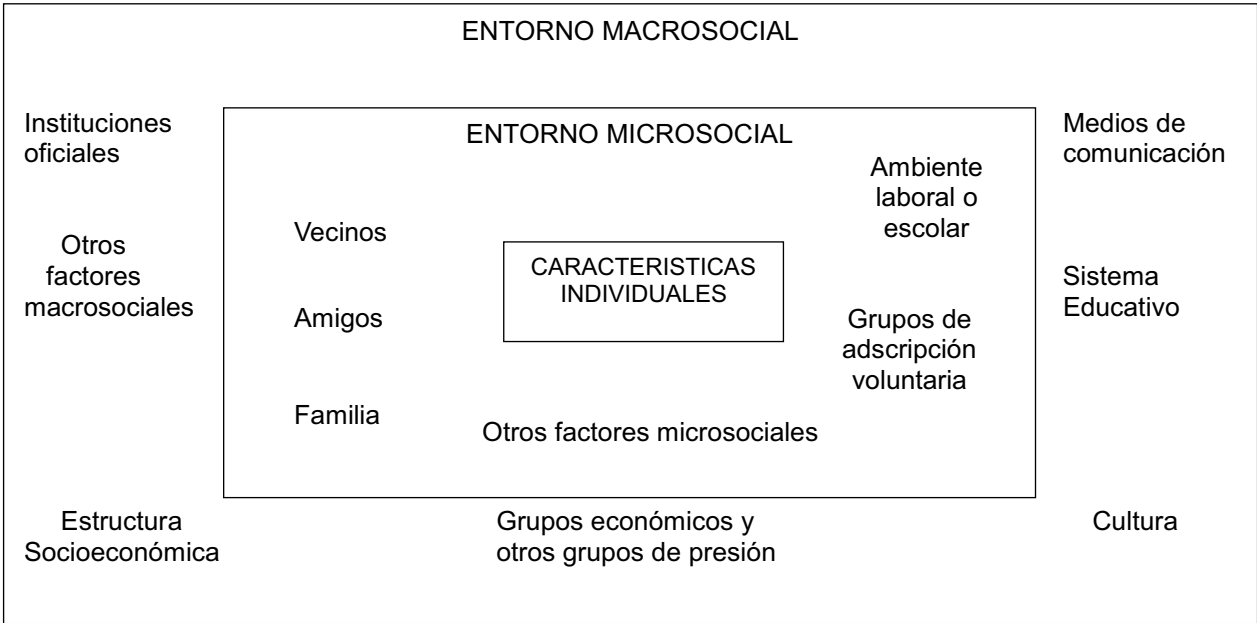 ENTORNO MACROSOCIAL
Instituciones
oficiales
ENTORNO MICROSOCIAL
Medios de
comunicación
Ambiente
laboral o
escolar
Vecinos
Otros
factores
macrosociales
CARACTERISTICAS
INDIVIDUALES
Sistema
Educativo
Amigos
Grupos de
adscripción
voluntaria
Familia
Otros factores microsociales
Estructura
Socioeconómica
Grupos económicos y
otros grupos de presión
Cultura